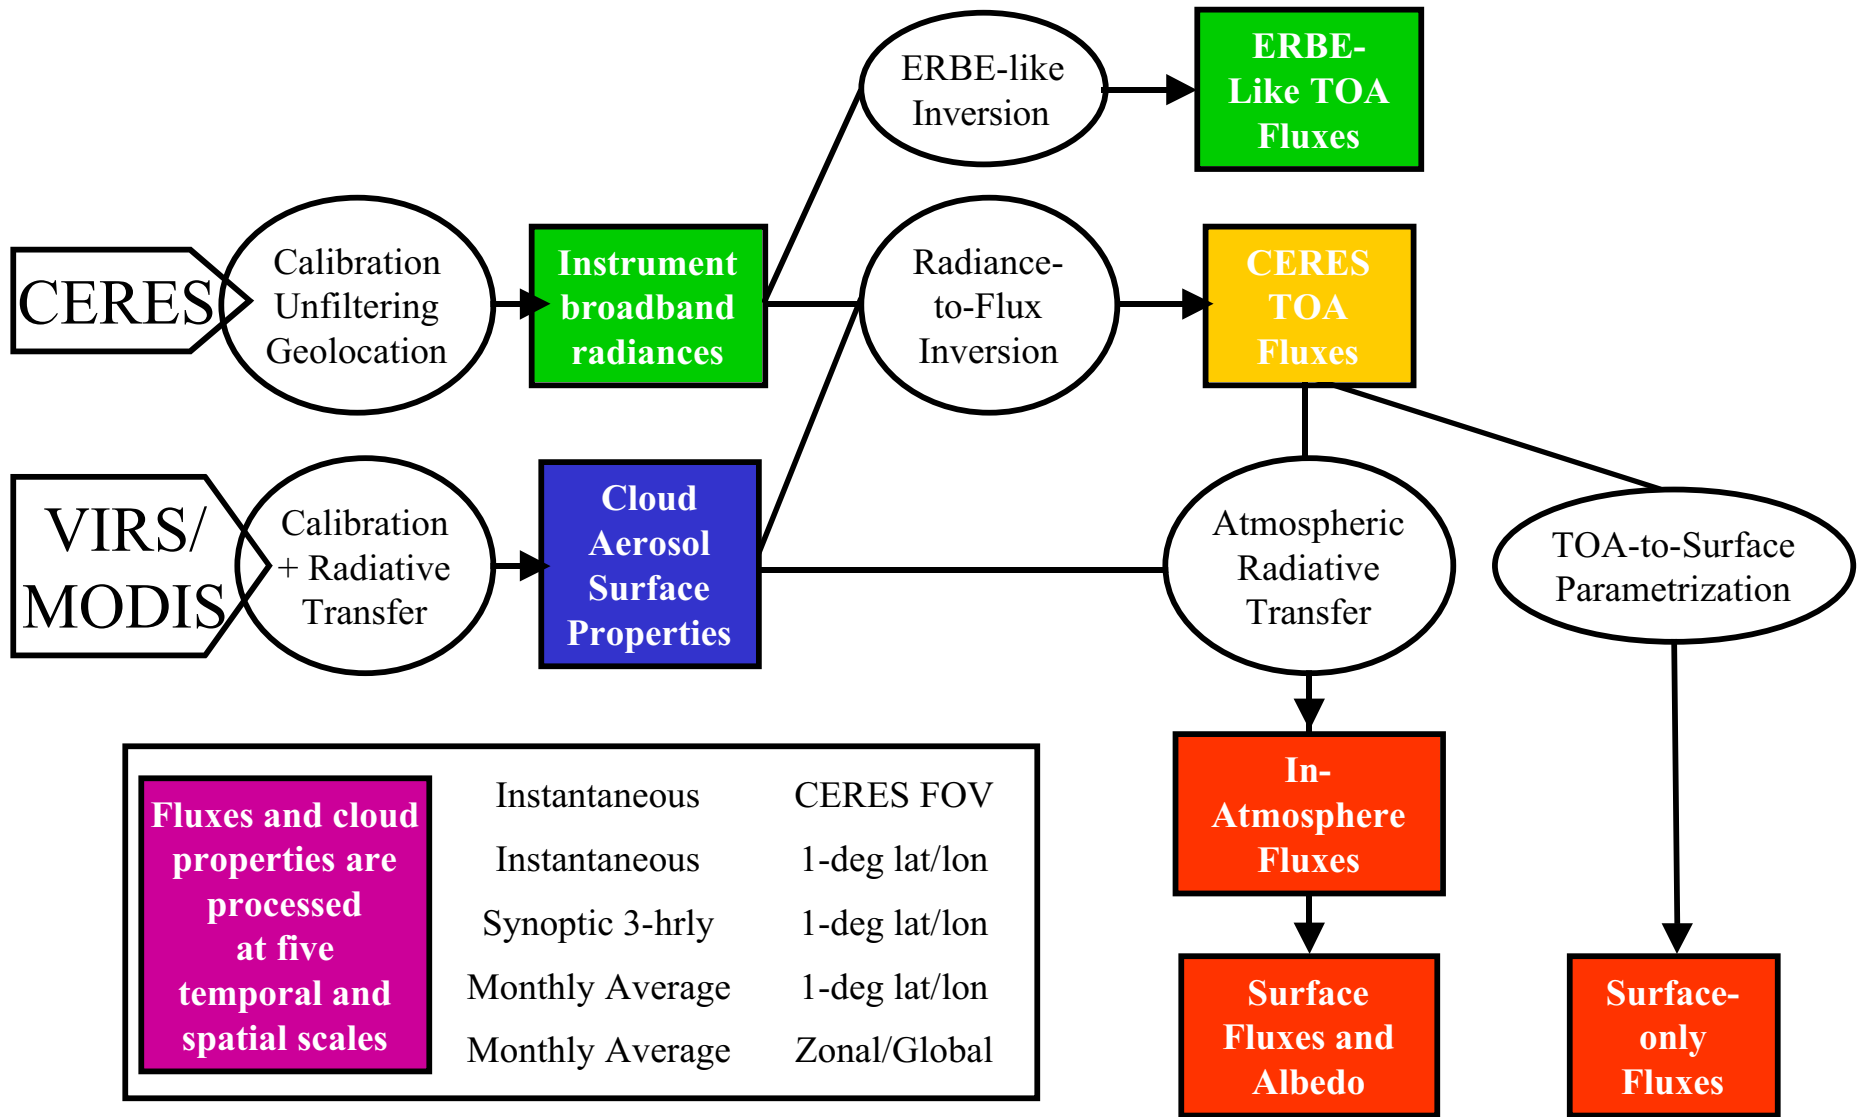 ERBE-like
Inversion
ERBE-
Like TOA
Fluxes
CERES
Calibration
Unfiltering
Geolocation
Instrument
broadband
radiances
Radiance-
to-Flux
Inversion
CERES
TOA
Fluxes
VIRS/
MODIS
Calibration
+ Radiative
Transfer
Cloud
Aerosol
Surface
Properties
Atmospheric
Radiative
Transfer
TOA-to-Surface
Parametrization
Fluxes and cloud
properties are
processed
at five
temporal and
spatial scales
Instantaneous CERES FOV
Instantaneous 1-deg lat/lon
Synoptic 3-hrly 1-deg lat/lon
Monthly Average 1-deg lat/lon
Monthly Average Zonal/Global
In-
Atmosphere
Fluxes
Surface
Fluxes and
Albedo
Surface-
only
Fluxes